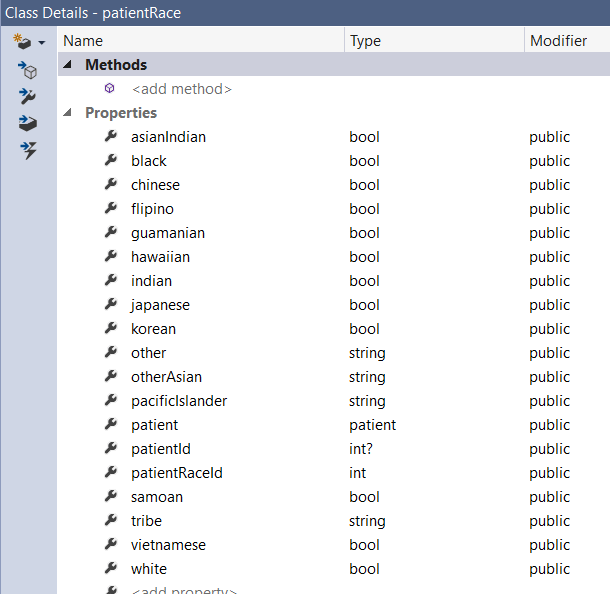 Class Details - patientRace
Name Type Modifier
Methods
<add method>
Properties
asianIndian bool public
black bool public
chinese bool public
flipino bool public
guamanian bool public
hawaiian bool public
indian bool public
japanese bool public
korean bool public
other string public
otherAsian string public
pacificIslander string public
patient patient public
patientId int? public
patientRaceId int public
samoan bool public
tribe string public
vietnamese bool public
white bool public
<add property>